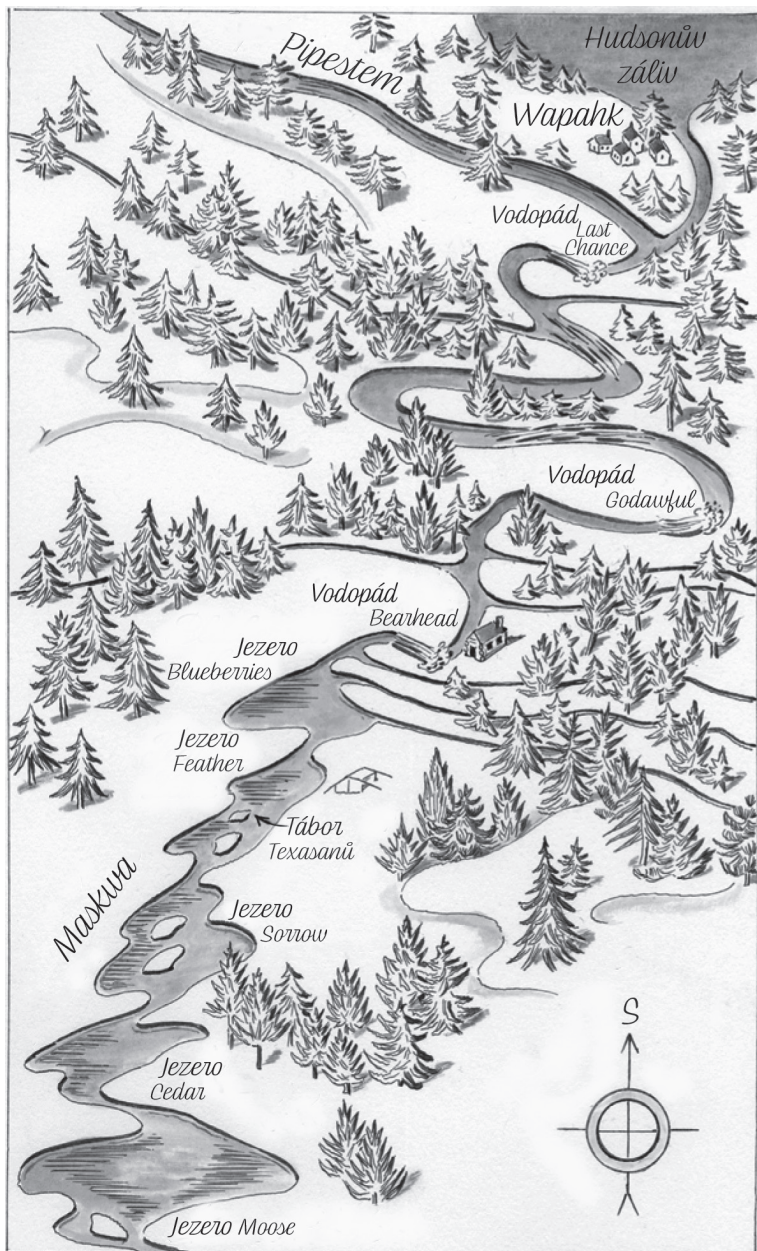 Hudsonův
záliv
Pipestem
Wapahk
Vodopád
Last
Chance
Vodopád
Godawful
Vodopád
Bearhead
Jezero
Blueberries
Jezero
Feather
Tábor
Texasanů
Maskwa
Jezero
Sorrow
S
Jezero
Cedar
Jezero Moose